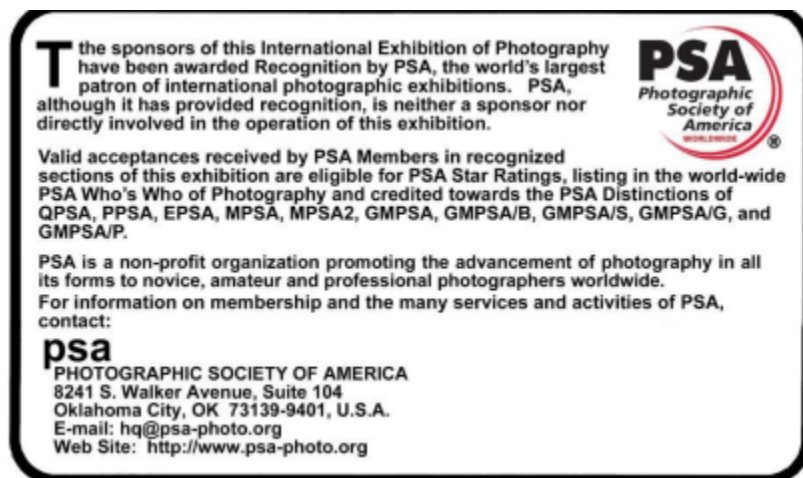 The sponsors of this International Exhibition of Photography
have been awarded Recognition by PSA, the world's largest
patron of international photographic exhibitions. PSA,
although it has provided recognition, is neither a sponsor nor
directly involved in the operation of this exhibition.
PSA
Photographic
Society of
America
WORLDWIDE
®
Valid acceptances received by PSA Members in recognized
sections of this exhibition are eligible for PSA Star Ratings, listing in the world-wide
PSA Who's Who of Photography and credited towards the PSA Distinctions of
QPSA, PPSA, EPSA, MPSA, MPSA2, GMPSA, GMPSA/B, GMPSA/S, GMPSA/G, and
GMPSA/P.
PSA is a non-profit organization promoting the advancement of photography in all
its forms to novice, amateur and professional photographers worldwide.
For information on membership and the many services and activities of PSA,
contact:
psa
PHOTOGRAPHIC SOCIETY OF AMERICA
8241 S. Walker Avenue, Suite 104
Oklahoma City, OK 73139-9401, U.S.A.
E-mail: hq@psa-photo.org
Web Site: http://www.psa-photo.org